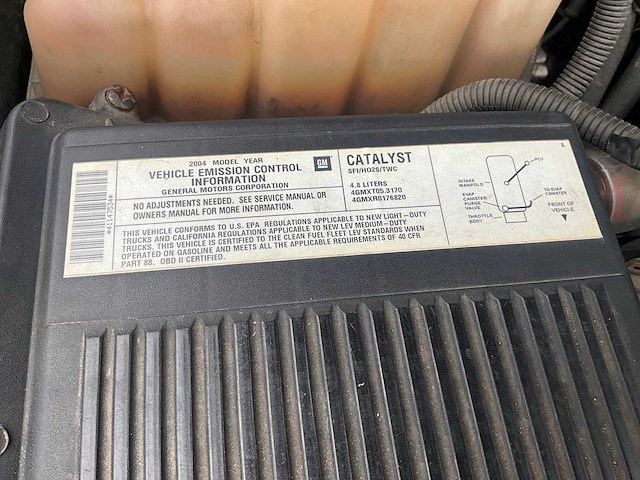 2004 MODEL YEAR
VEHICLE EMISSION CONTROL
INFORMATION
GENERAL MOTORS CORPORATION
GM
NO ADJUSTMENTS NEEDED. SEE SERVICE MANUAL OR
OWNERS MANUAL FOR MORE INFORMATION.
CATALYST
SFI/HO2S/TWC
4.8 LITERS
4GMXT05.3170
4GMXR0176820
THIS VEHICLE CONFORMS TO U.S. EPA REGULATIONS APPLICABLE TO NEW LIGHT-DUTY
TRUCKS AND CALIFORNIA REGULATIONS APPLICABLE TO NEW LEV MEDIUM-DUTY
TRUCKS. THIS VEHICLE IS CERTIFIED TO THE CLEAN FUEL FLEET LEV STANDARDS WHEN
OPERATED ON GASOLINE AND MEETS ALL THE APPLICABLE REQUIREMENTS OF 40 CFR
PART 88. OBD II CERTIFIED.
A
PCV
INTAKE
MANIFOLD
EVAP
CANISTER
PURGE
VALVE
THROTTLE
BODY
TO EVAP
CANISTER
FRONT OF
VEHICLE